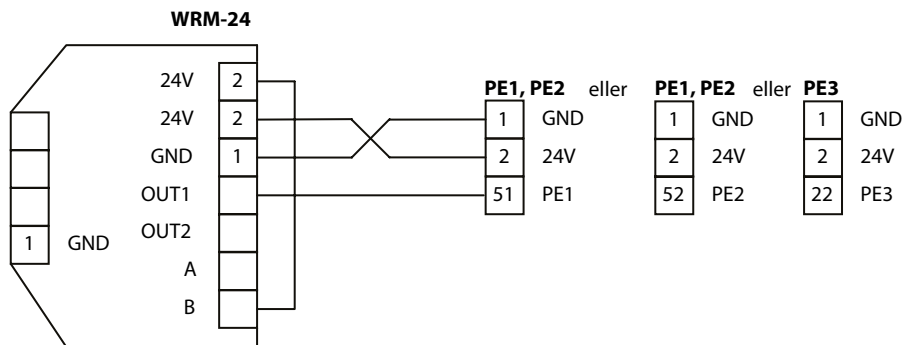 WRM-24
24V 2
PE1, PE2 eller PE1, PE2 eller PE3
24V 2 1 GND 1 GND 1 GND
GND 1 2 24V 2 24V 2 24V
OUT1 51 PE1 52 PE2 22 PE3
OUT2
1 GND
A
B